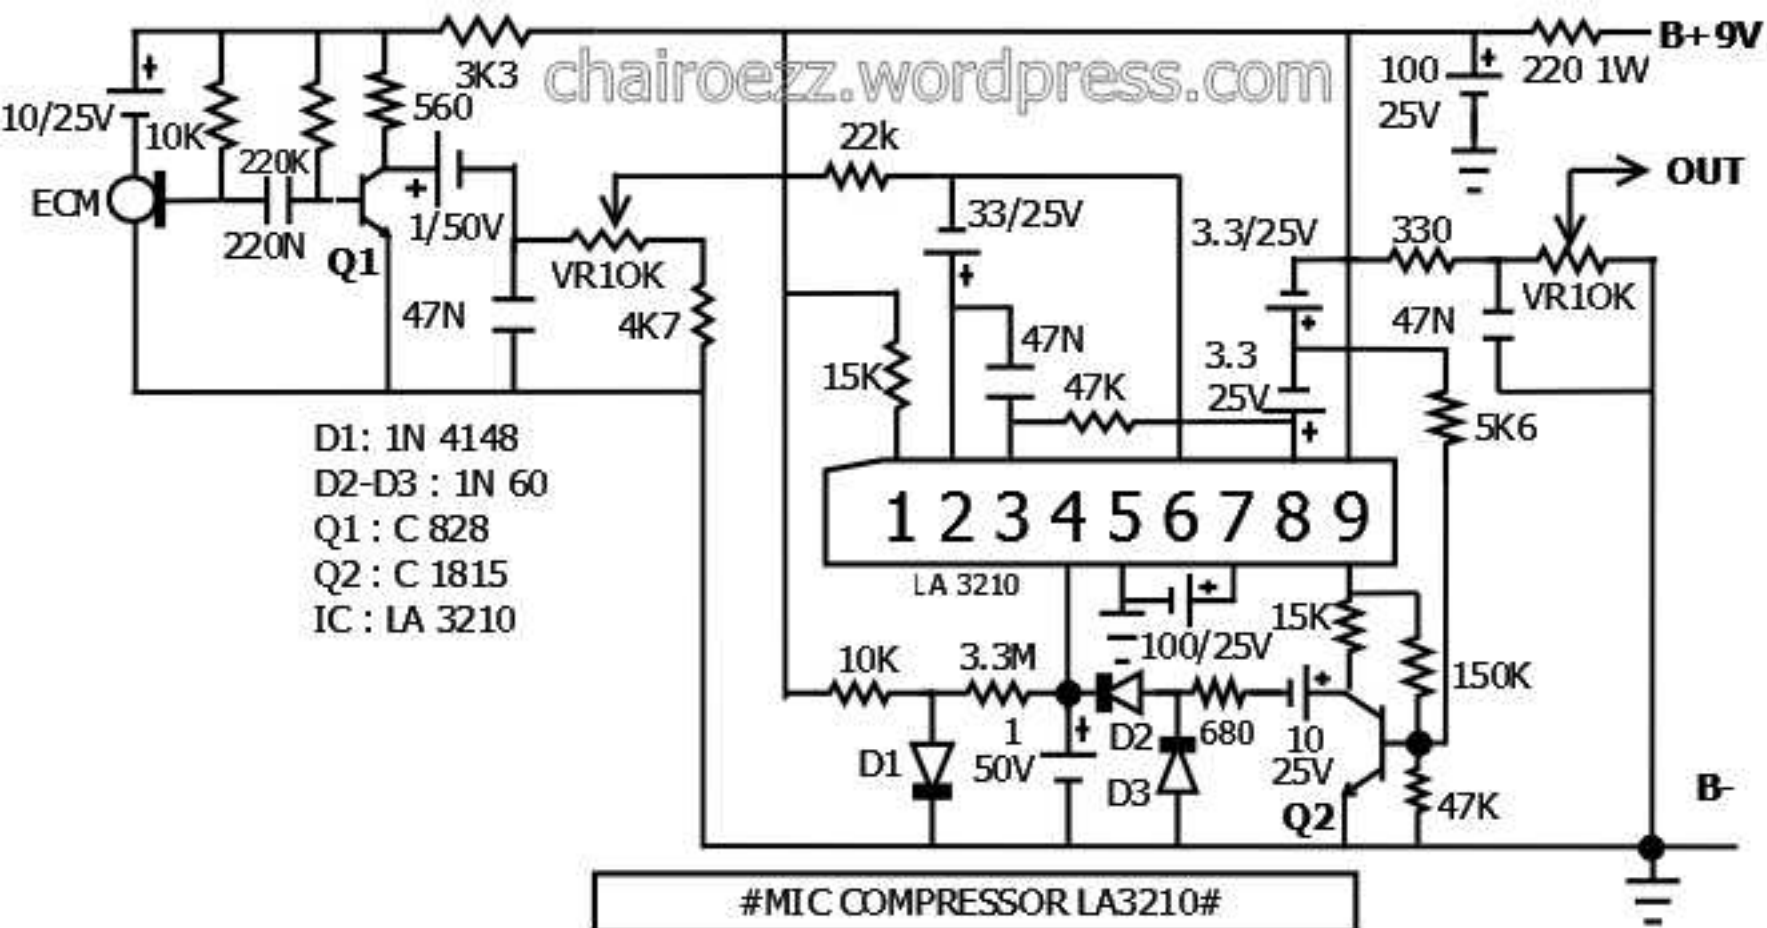 B+ 9V
3K3
chairoezz.wordpress.com
100
25V
220 1W
10/25V
10K
560
22k
220K
OUT
ECM
1/50V
33/25V
3.3/25V
330
220N
Q1
VR10K
VR10K
47N
4K7
47N
47N
15K
3.3
25V
47K
5K6
D1: 1N 4148
D2-D3 : 1N 60
Q1 : C 828
Q2 : C 1815
IC : LA 3210
1 2 3 4 5 6 7 8 9
LA 3210
15K
100/25V
10K
3.3M
150K
1
50V
D1
D2
680
10
25V
D3
Q2
47K
B-
#MIC COMPRESSOR LA3210#